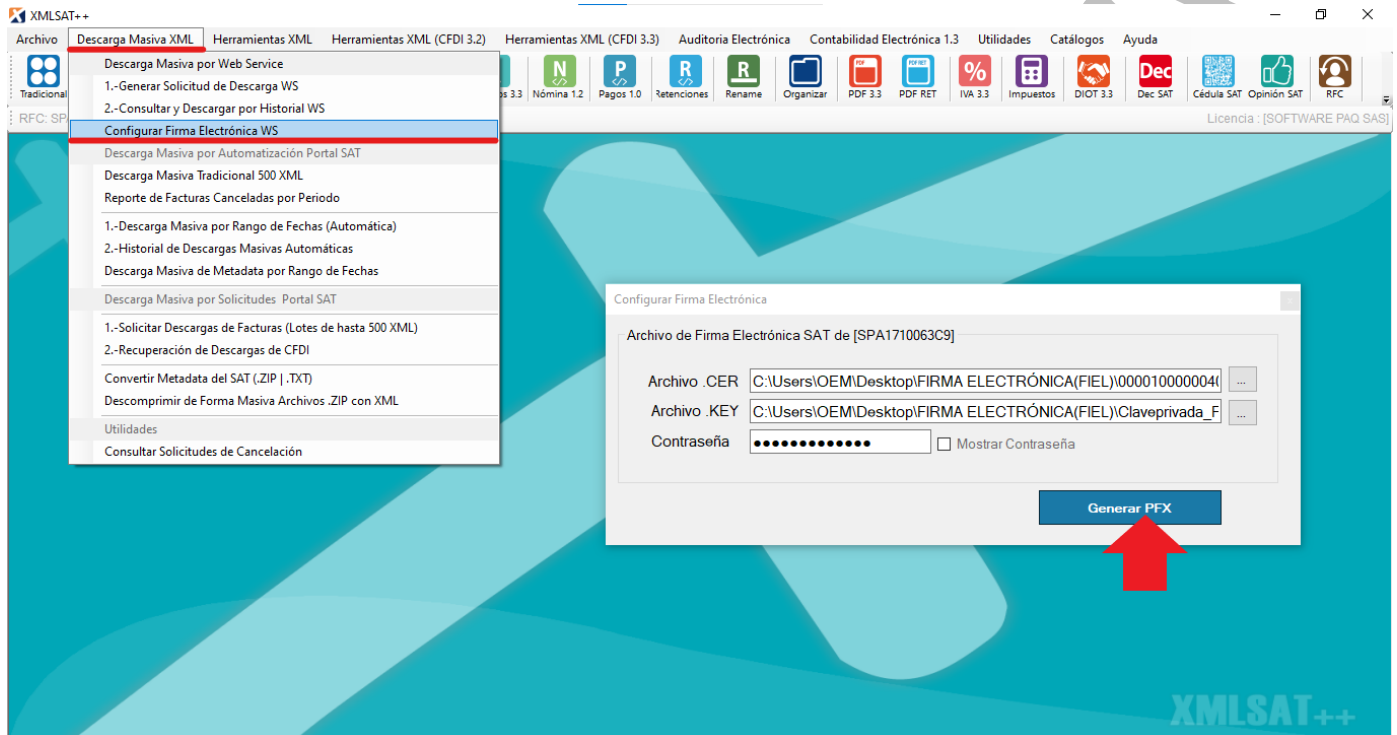 XMLSAT++
Archivo Descarga Masiva XML Herramientas XML Herramientas XML (CFDI 3.2) Herramientas XML (CFDI 3.3) Auditoria Electrónica Contabilidad Electrónica 1.3 Utilidades Catálogos Ayuda
Tradicional os 3.3 Nómina 1.2 Pagos 1.0 Retenciones Rename Organizar PDF 3.3 PDF RET IVA 3.3 Impuestos DIOT 3.3 Dec SAT Cédula SAT Opinión SAT RFC
RFC: SPA Licencia : [SOFTWARE PAQ SAS]
Descarga Masiva por Web Service
1.-Generar Solicitud de Descarga WS
2.-Consultar y Descargar por Historial WS
Configurar Firma Electrónica WS
Descarga Masiva por Automatización Portal SAT
Descarga Masiva Tradicional 500 XML
Reporte de Facturas Canceladas por Periodo
1.-Descarga Masiva por Rango de Fechas (Automática)
2.-Historial de Descargas Masivas Automáticas
Descarga Masiva de Metadata por Rango de Fechas
Descarga Masiva por Solicitudes Portal SAT
1.-Solicitar Descargas de Facturas (Lotes de hasta 500 XML)
2.-Recuperación de Descargas de CFDI
Convertir Metadata del SAT (.ZIP | .TXT)
Descomprimir de Forma Masiva Archivos .ZIP con XML
Utilidades
Consultar Solicitudes de Cancelación
Configurar Firma Electrónica
Archivo de Firma Electrónica SAT de [SPA1710063C9]
Archivo .CER C:\Users\OEM\Desktop\FIRMA ELECTRÓNICA(FIEL)\000010000004( ...
Archivo .KEY C:\Users\OEM\Desktop\FIRMA ELECTRÓNICA(FIEL)\Claveprivada_F ...
Contraseña ●●●●●●●●●●●●● Mostrar Contraseña
Generar PFX
XMLSAT++